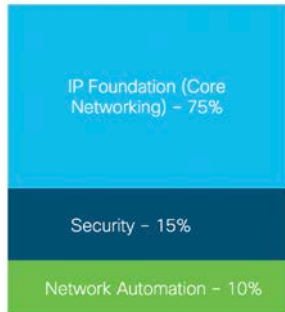 IP Foundation (Core
Networking) – 75%
Security – 15%
Network Automation – 10%